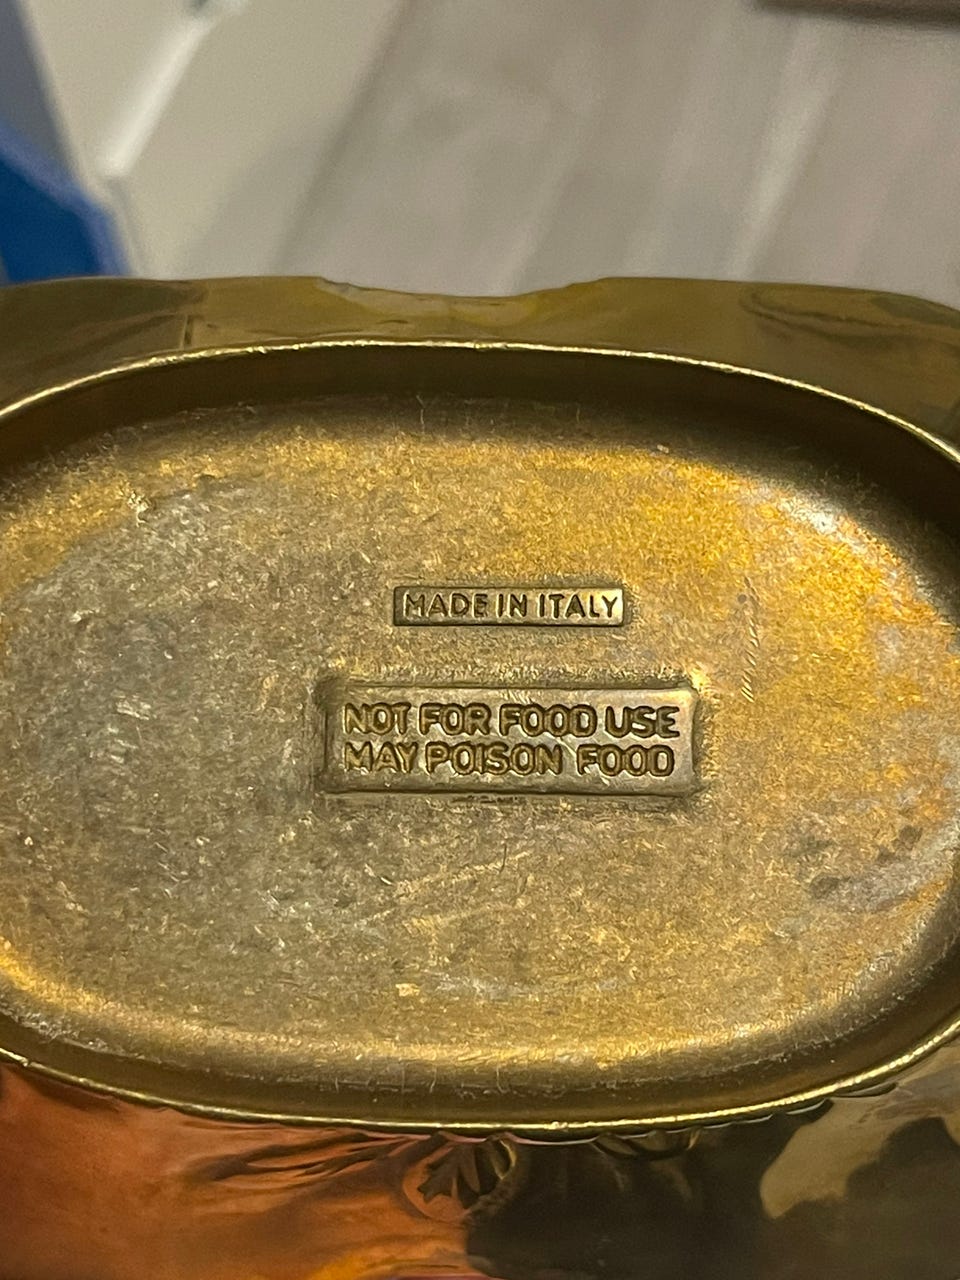 MADE IN ITALY
NOT FOR FOOD USE
MAY POISON FOOD